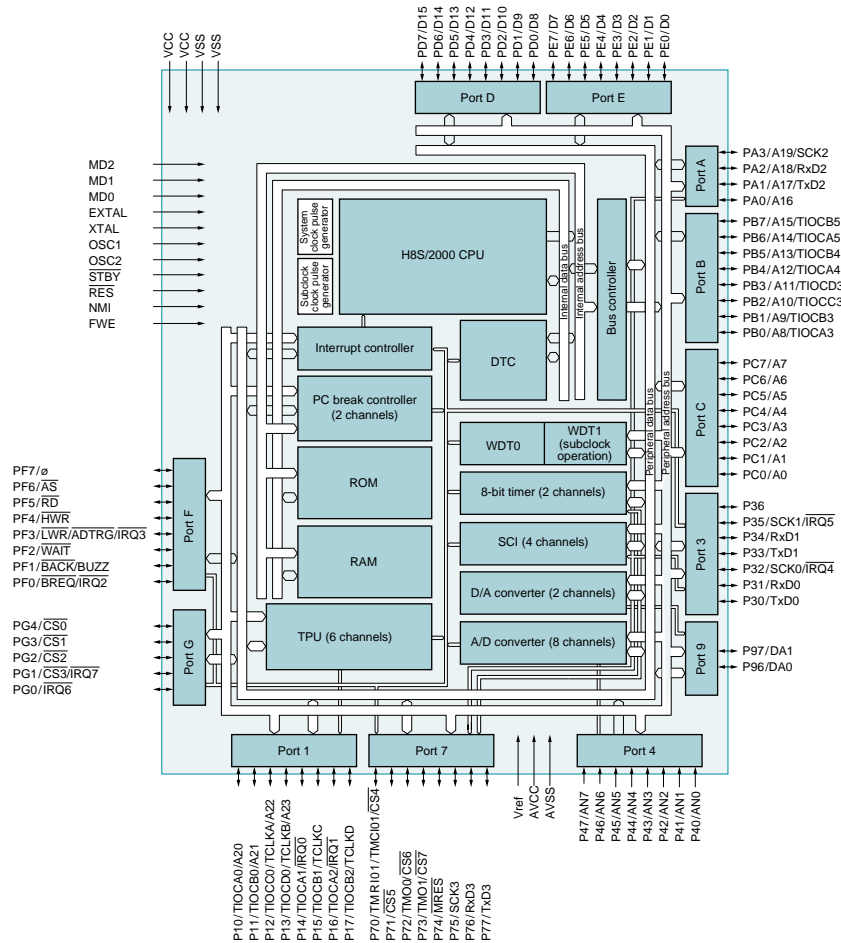 VCC
VCC
VSS
VSS
PD7/D15
PD6/D14
PD5/D13
PD4/D12
PD3/D11
PD2/D10
PD1/D9
PD0/D8
PE7/D7
PE6/D6
PE5/D5
PE4/D4
PE3/D3
PE2/D2
PE1/D1
PE0/D0
Port D
Port E
MD2
MD1
MD0
EXTAL
XTAL
OSC1
OSC2
STBY
RES
NMI
FWE
System
clock pulse
generator
Subclock
clock pulse
generator
H8S/2000 CPU
Internal data bus
Internal address bus
Bus controller
Interrupt controller
DTC
PC break controller
(2 channels)
ROM
RAM
TPU (6 channels)
WDT0
WDT1
(subclock
operation)
8-bit timer (2 channels)
SCI (4 channels)
D/A converter (2 channels)
A/D converter (8 channels)
Peripheral data bus
Peripheral address bus
Port A
PA3/A19/SCK2
PA2/A18/RxD2
PA1/A17/TxD2
PA0/A16
Port B
PB7/A15/TIOCB5
PB6/A14/TIOCA5
PB5/A13/TIOCB4
PB4/A12/TIOCA4
PB3/ A11/TIOCD3
PB2/A10/TIOCC3
PB1/A9/TIOCB3
PB0/A8/TIOCA3
Port C
PC7/A7
PC6/A6
PC5/A5
PC4/A4
PC3/A3
PC2/A2
PC1/A1
PC0/A0
Port 3
P36
P35/SCK1/IRQ5
P34/RxD1
P33/TxD1
P32/SCK0/IRQ4
P31/RxD0
P30/TxD0
Port 9
P97/DA1
P96/DA0
PF7/ø
PF6/AS
PF5/RD
PF4/HWR
PF3/LWR/ADTRG/IRQ3
PF2/WAIT
PF1/BACK/BUZZ
PF0/BREQ/IRQ2
Port F
PG4/CS0
PG3/CS1
PG2/CS2
PG1/CS3/IRQ7
PG0/IRQ6
Port G
Port 1
Port 7
Port 4
P10/TIOCA0/A20
P11/TIOCB0/A21
P12/TIOCC0/TCLKA/A22
P13/TIOCD0/TCLKB/A23
P14/TIOCA1/IRQ0
P15/TIOCB1/TCLKC
P16/TIOCA2/IRQ1
P17/TIOCB2/TCLKD
P70/TMRI01/TMCI01/CS4
P71/CS5
P72/TMO0/CS6
P73/TMO1/CS7
P74/MRES
P75/SCK3
P76/RxD3
P77/TxD3
Vref
AVCC
AVSS
P47/AN7
P46/AN6
P45/AN5
P44/AN4
P43/AN3
P42/AN2
P41/AN1
P40/AN0